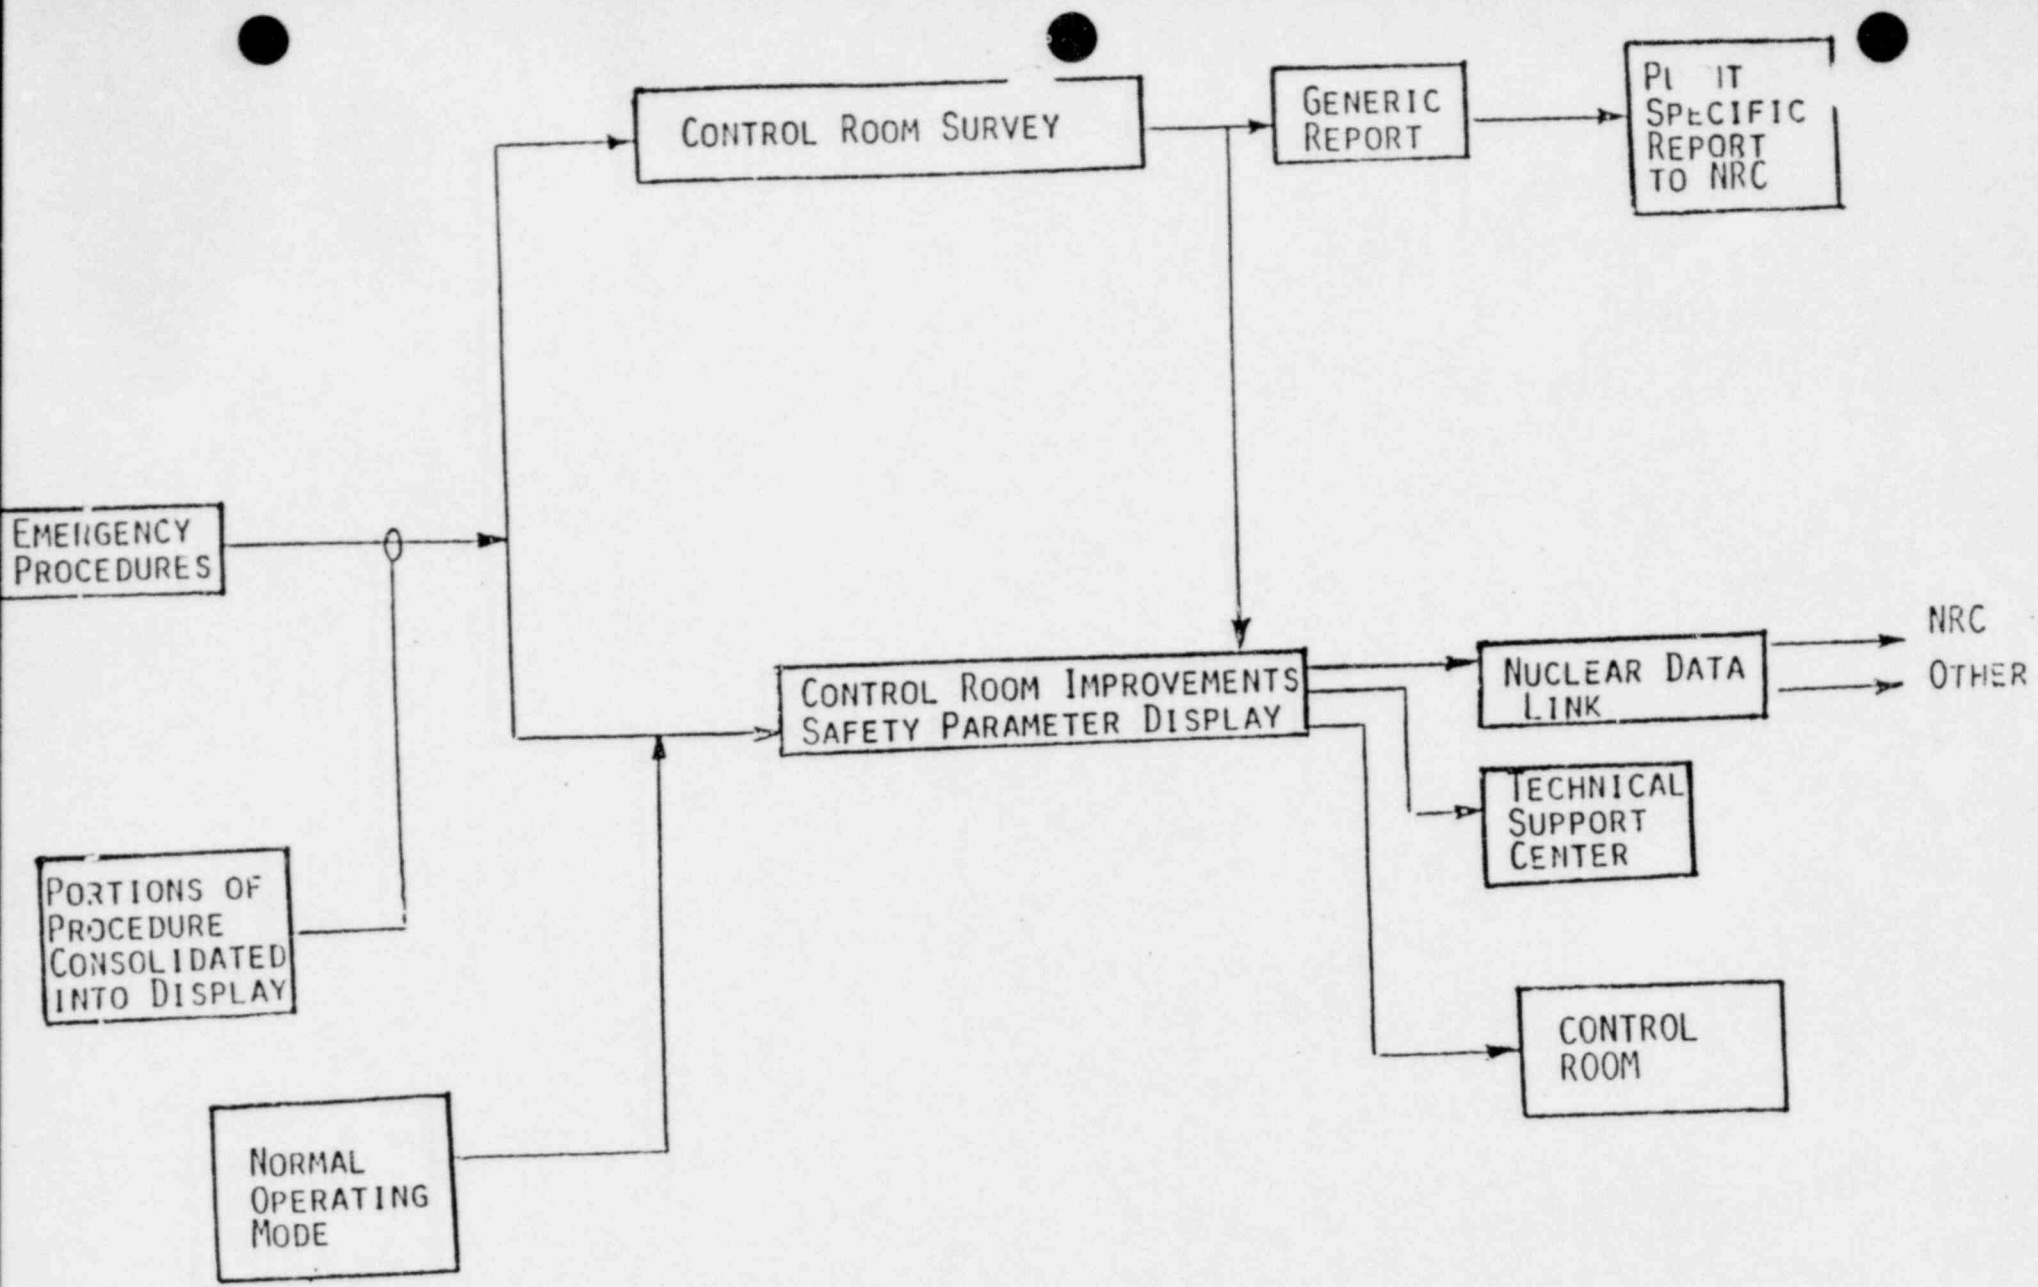 CONTROL ROOM SURVEY
GENERIC
REPORT
SPECIFIC
REPORT
TO NRC
EMERGENCY
PROCEDURES
CONTROL ROOM IMPROVEMENTS
SAFETY PARAMETER DISPLAY
NUCLEAR DATA
LINK
NRC
OTHER
TECHNICAL
SUPPORT
CENTER
PORTIONS OF
PROCEDURE
CONSOLIDATED
INTO DISPLAY
CONTROL
ROOM
NORMAL
OPERATING
MODE